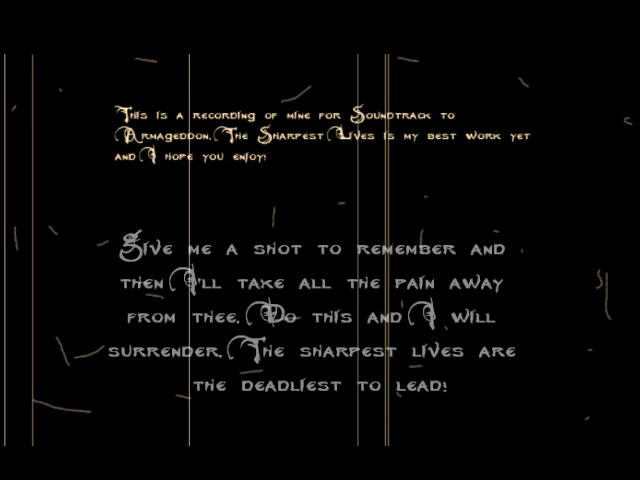 This is a recording of mine for Soundtrack to
Armageddon. The Sharpest Lives is my best work yet
and I hope you enjoy!
Give me a shot to remember and
then I'll take all the pain away
from thee. Do this and I will
surrender. The sharpest lives are
the deadliest to lead!